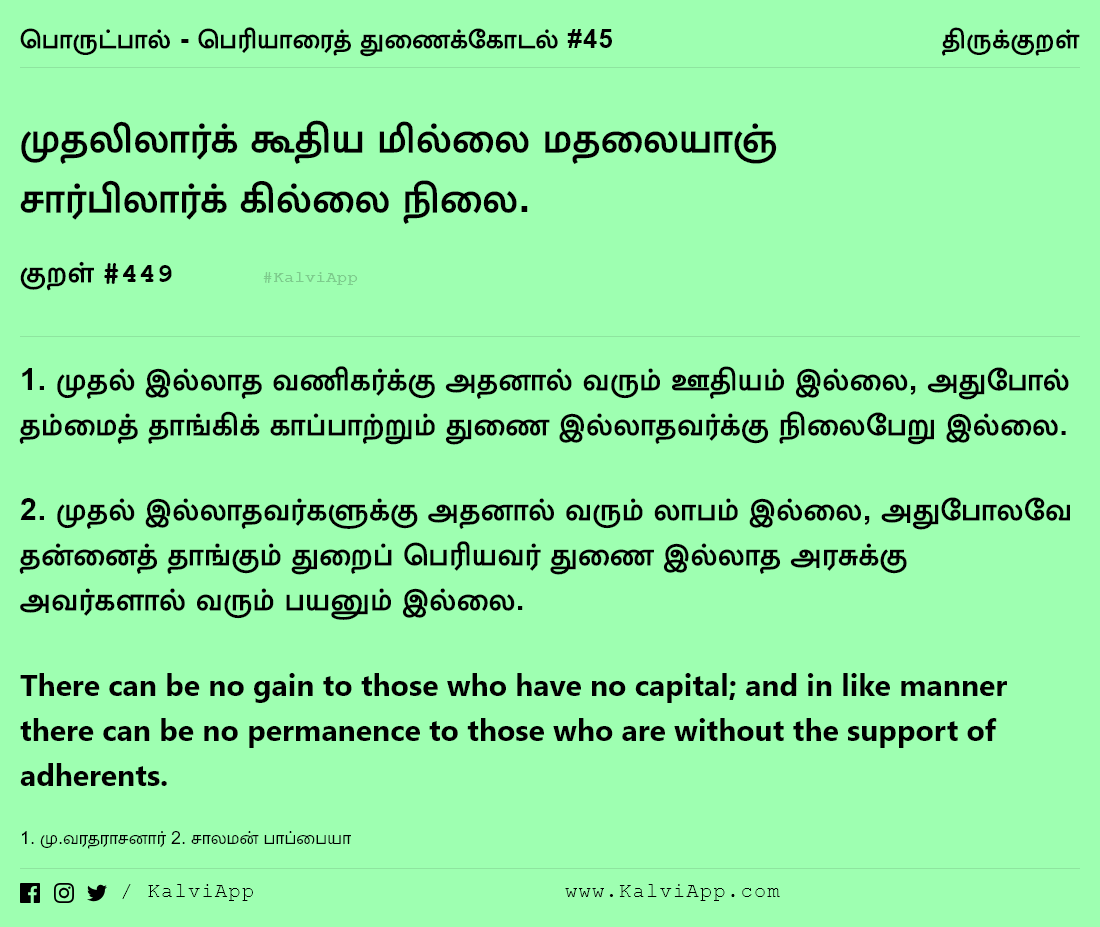 பொருட்பால் - பெரியாரைத் துணைக்கோடல் #45 திருக்குறள்
முதலிலார்க் கூதிய மில்லை மதலையாஞ்
சார்பிலார்க் கில்லை நிலை.
குறள் #449 #KalviApp
1. முதல் இல்லாத வணிகர்க்கு அதனால் வரும் ஊதியம் இல்லை, அதுபோல்
தம்மைத் தாங்கிக் காப்பாற்றும் துணை இல்லாதவர்க்கு நிலைபேறு இல்லை.
2. முதல் இல்லாதவர்களுக்கு அதனால் வரும் லாபம் இல்லை, அதுபோலவே
தன்னைத் தாங்கும் துறைப் பெரியவர் துணை இல்லாத அரசுக்கு
அவர்களால் வரும் பயனும் இல்லை.
There can be no gain to those who have no capital; and in like manner
there can be no permanence to those who are without the support of
adherents.
1. மு.வரதராசனார் 2. சாலமன் பாப்பையா
/ KalviApp www.KalviApp.com